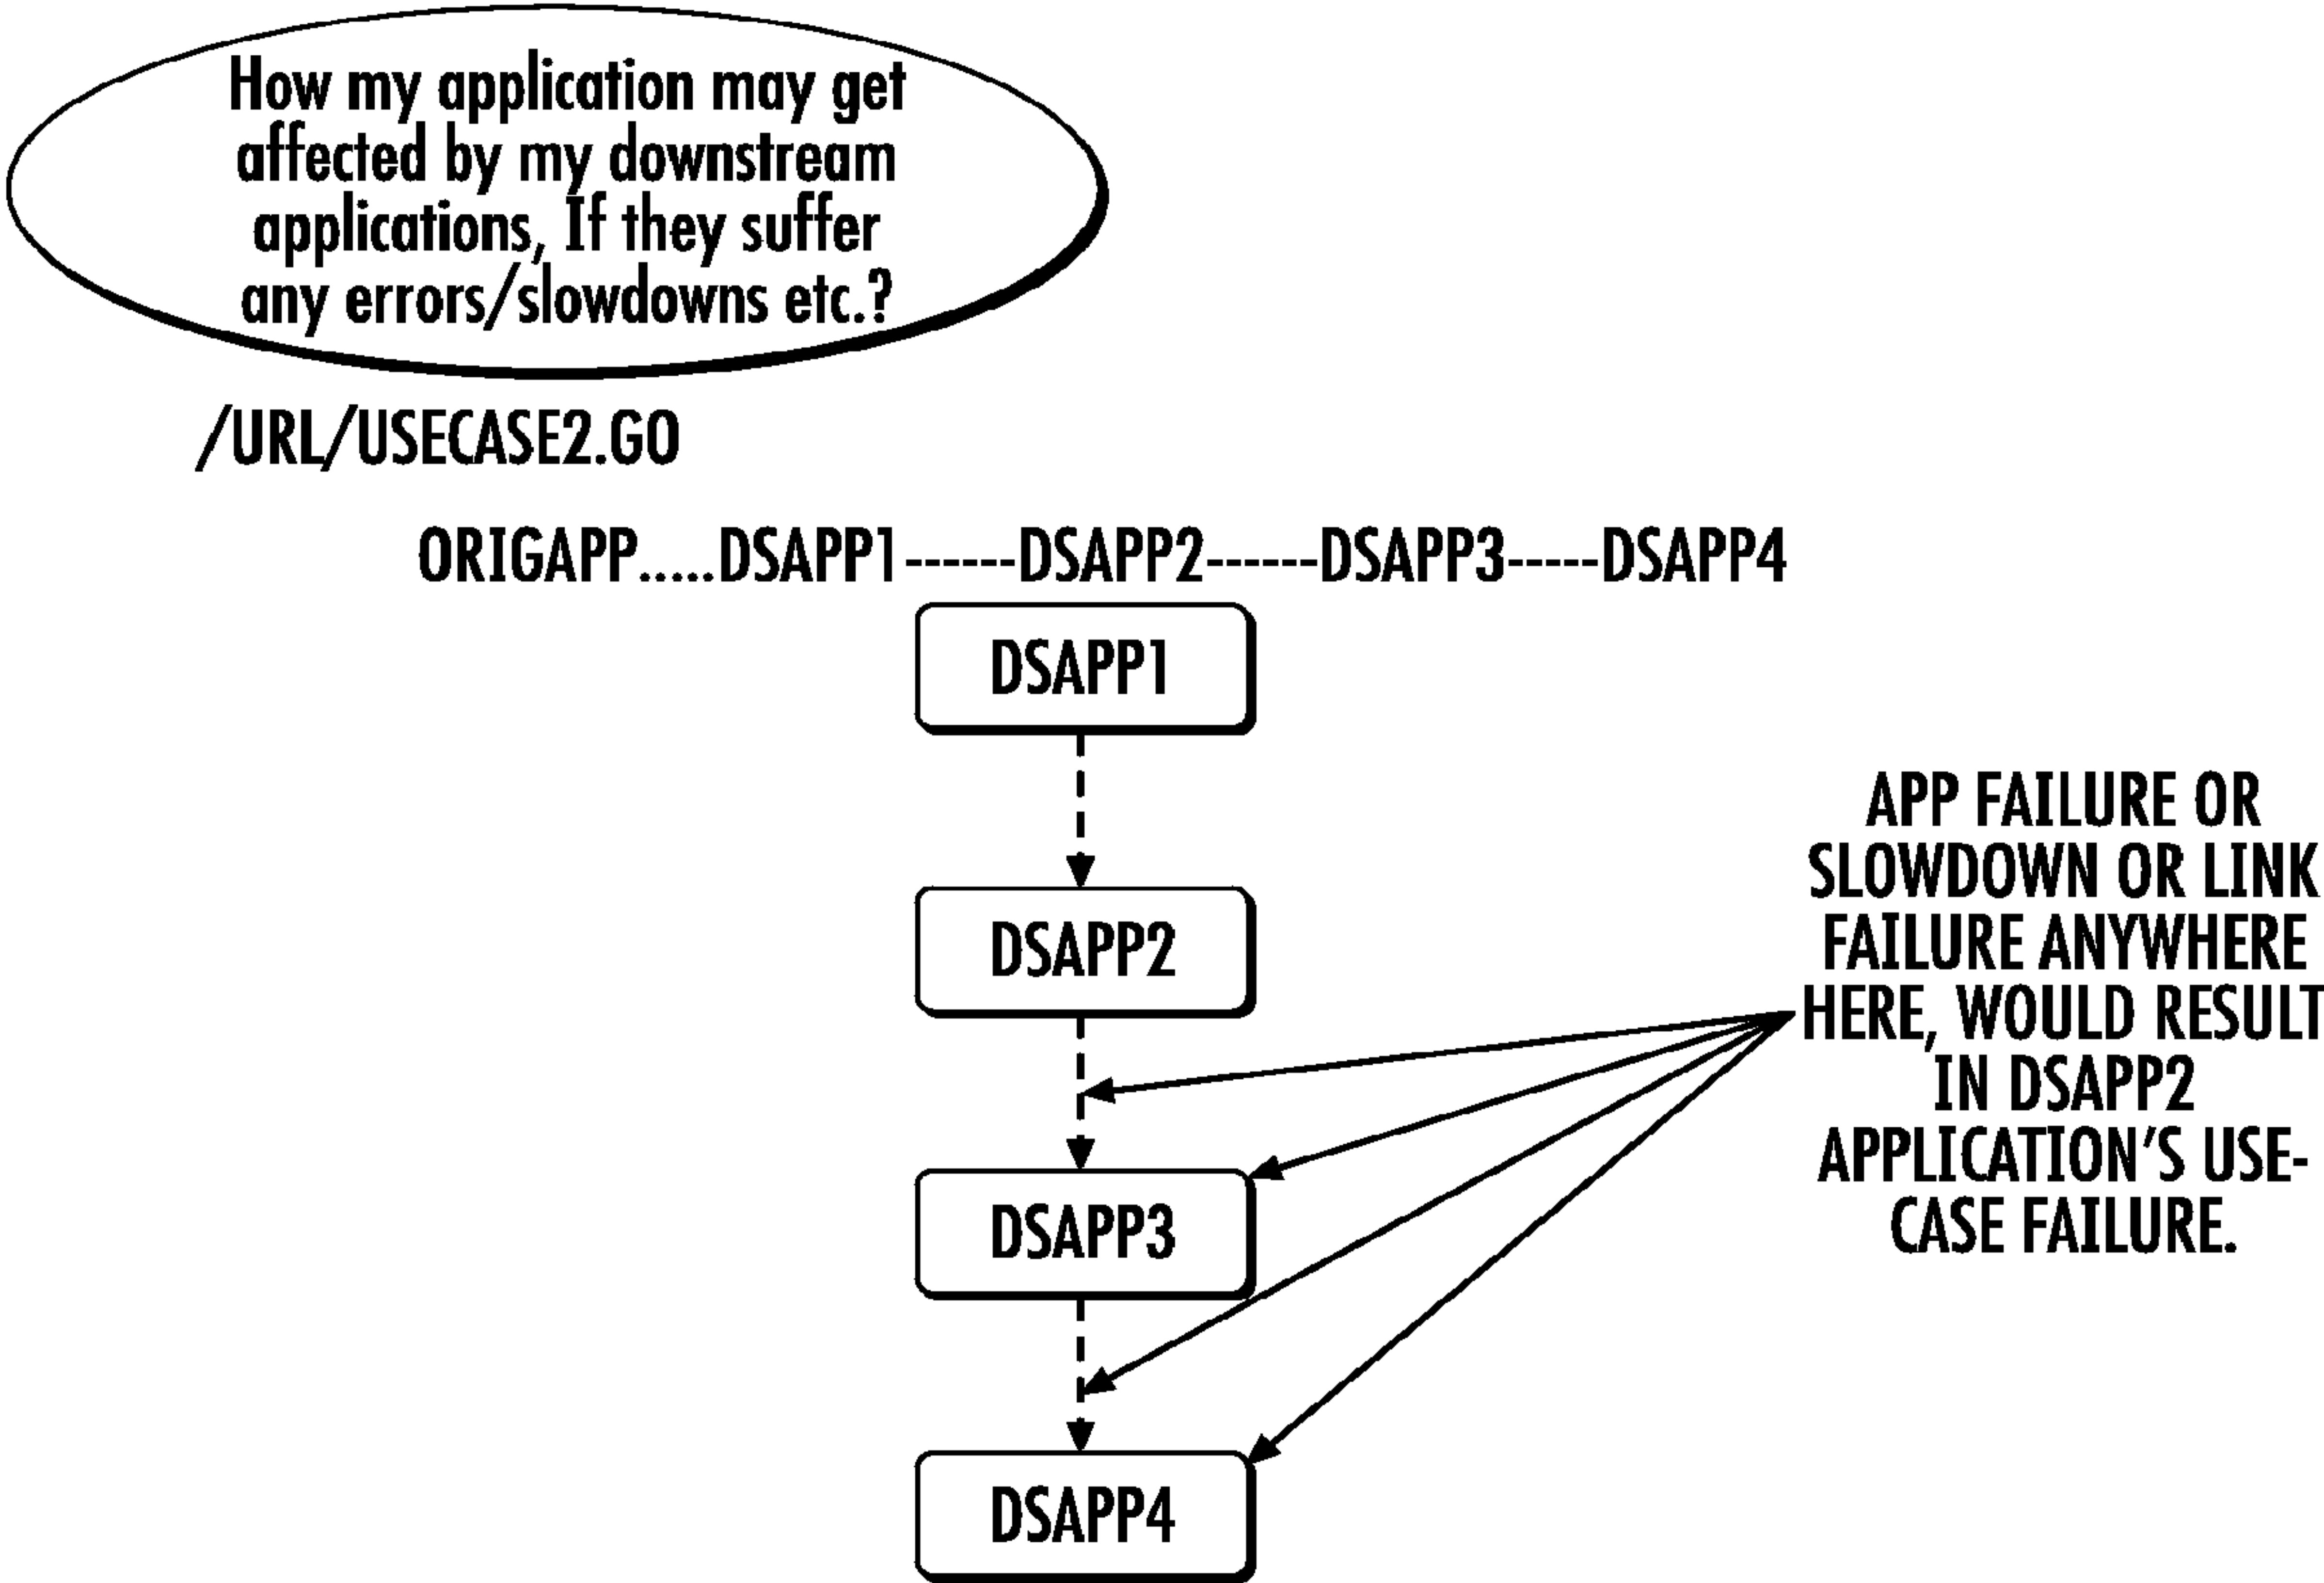 How my application may get
affected by my downstream
applications, If they suffer
any errors/slowdowns etc.?
/URL/USECASE2.GO
ORIGAPP.....DSAPP1------DSAPP2------DSAPP3-----DSAPP4
DSAPP1
DSAPP2
DSAPP3
DSAPP4
APP FAILURE OR
SLOWDOWN OR LINK
FAILURE ANYWHERE
HERE, WOULD RESULT
IN DSAPP2
APPLICATION'S USE-
CASE FAILURE.